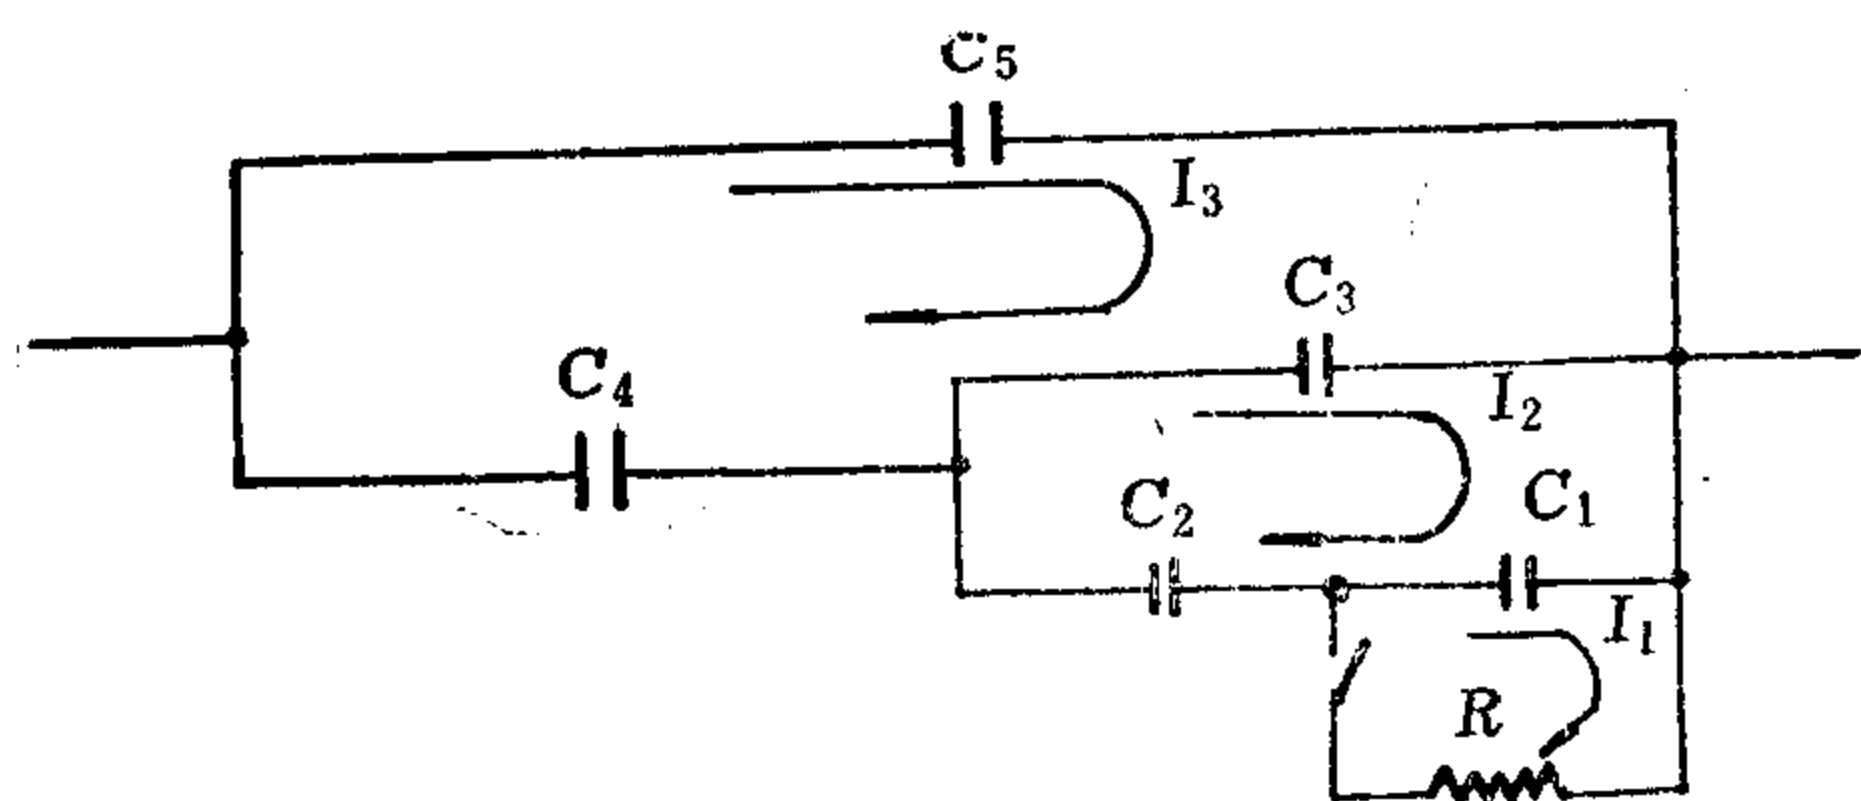 C₅
I₃
C₃
C₄
I₂
C₂
C₁
I₁
R